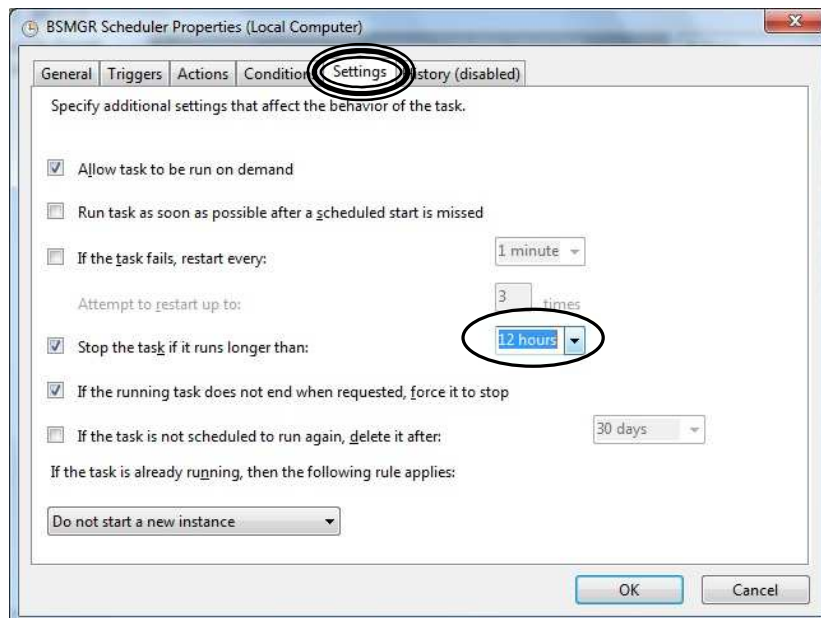 BSMGR Scheduler Properties (Local Computer)
General Triggers Actions Condition Settings story (disabled)
Specify additional settings that affect the behavior of the task.
Allow task to be run on demand
Run task as soon as possible after a scheduled start is missed
If the task fails, restart every: 1 minute
Attempt to restart up to: 3 times
Stop the task if it runs longer than: 12 hours
If the running task does not end when requested, force it to stop
If the task is not scheduled to run again, delete it after: 30 days
If the task is already running, then the following rule applies:
Do not start a new instance
OK Cancel